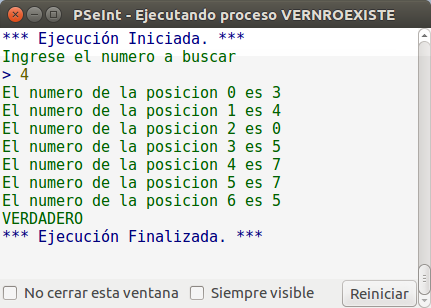 PSeInt - Ejecutando proceso VERNROEXISTE
*** Ejecución Iniciada. ***
Ingrese el numero a buscar
> 4
El numero de la posicion 0 es 3
El numero de la posicion 1 es 4
El numero de la posicion 2 es 0
El numero de la posicion 3 es 5
El numero de la posicion 4 es 7
El numero de la posicion 5 es 7
El numero de la posicion 6 es 5
VERDADERO
*** Ejecución Finalizada. ***
No cerrar esta ventana Siempre visible Reiniciar